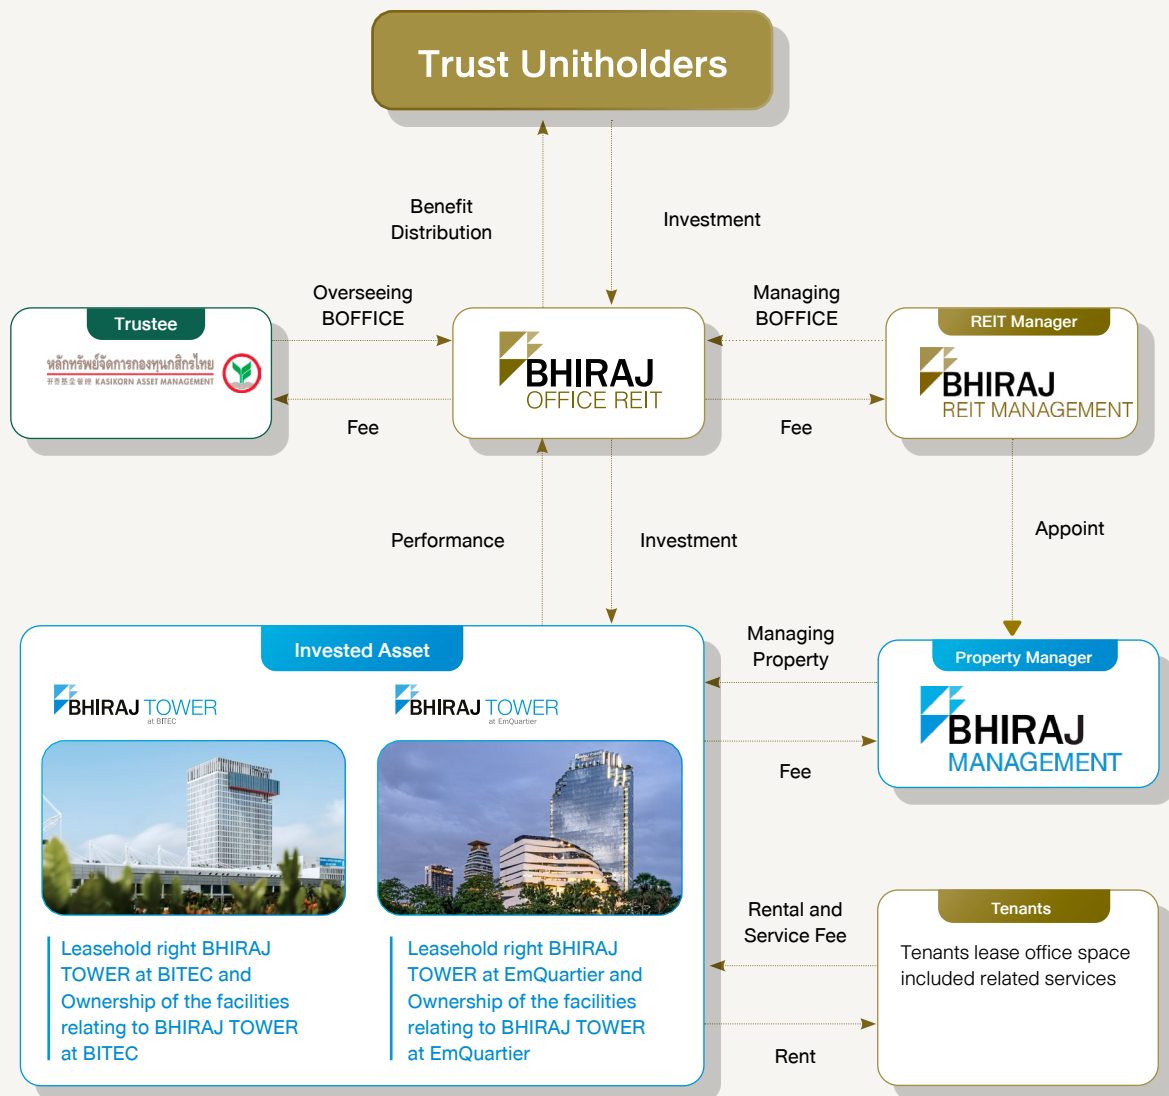 Trust Unitholders
Benefit
Distribution
Investment
Overseeing
BOFFICE
Managing
BOFFICE
Trustee
หลักทรัพย์จัดการกองทุนกสิกรไทย
开泰基金管理 KASIKORN ASSET MANAGEMENT
BHIRAJ
OFFICE REIT
REIT Manager
BHIRAJ
REIT MANAGEMENT
Fee
Fee
Performance
Investment
Appoint
Invested Asset
Managing
Property
Property Manager
BHIRAJ TOWER
at BITEC
BHIRAJ TOWER
at EmQuartier
BHIRAJ
MANAGEMENT
Fee
Rental and
Service Fee
Tenants
Tenants lease office space
included related services
Leasehold right BHIRAJ
TOWER at BITEC and
Ownership of the facilities
relating to BHIRAJ TOWER
at BITEC
Leasehold right BHIRAJ
TOWER at EmQuartier and
Ownership of the facilities
relating to BHIRAJ TOWER
at EmQuartier
Rent